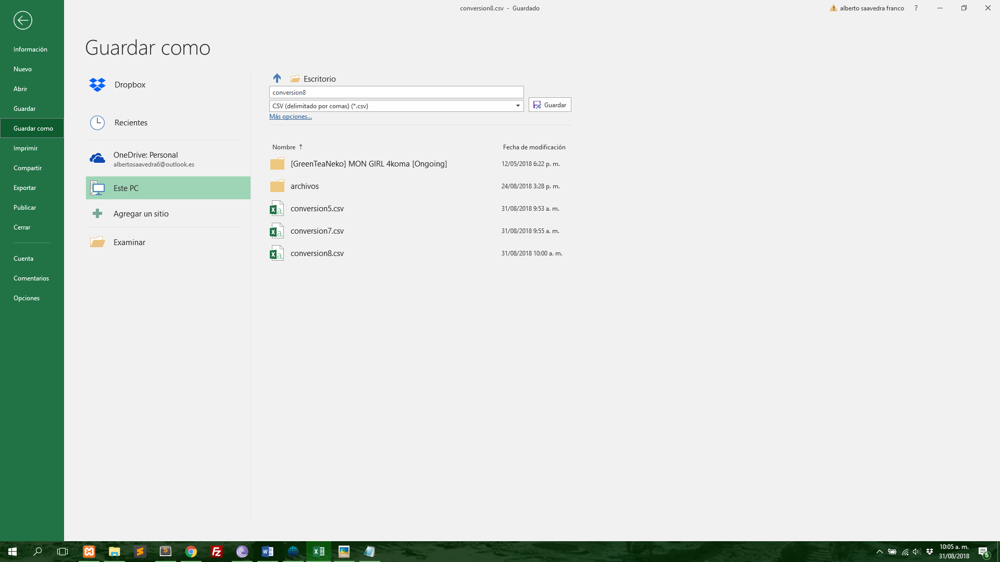 conversion8.csv - Guardado
alberto saavedra franco ?
Información
Nuevo
Abrir
Guardar
Guardar como
Imprimir
Compartir
Exportar
Publicar
Cerrar
Cuenta
Comentarios
Opciones
Guardar como
Dropbox
Recientes
OneDrive: Personal
albertosaavedra6@outlook.es
Este PC
Agregar un sitio
Examinar
Escritorio
conversion8
CSV (delimitado por comas) (*.csv)
Guardar
Más opciones...
Nombre ↑ Fecha de modificación
[GreenTeaNeko] MON GIRL 4koma [Ongoing] 12/05/2018 6:22 p. m.
archivos 24/08/2018 3:28 p. m.
conversion5.csv 31/08/2018 9:53 a. m.
conversion7.csv 31/08/2018 9:55 a. m.
conversion8.csv 31/08/2018 10:00 a. m.
10:05 a. m.
31/08/2018
6